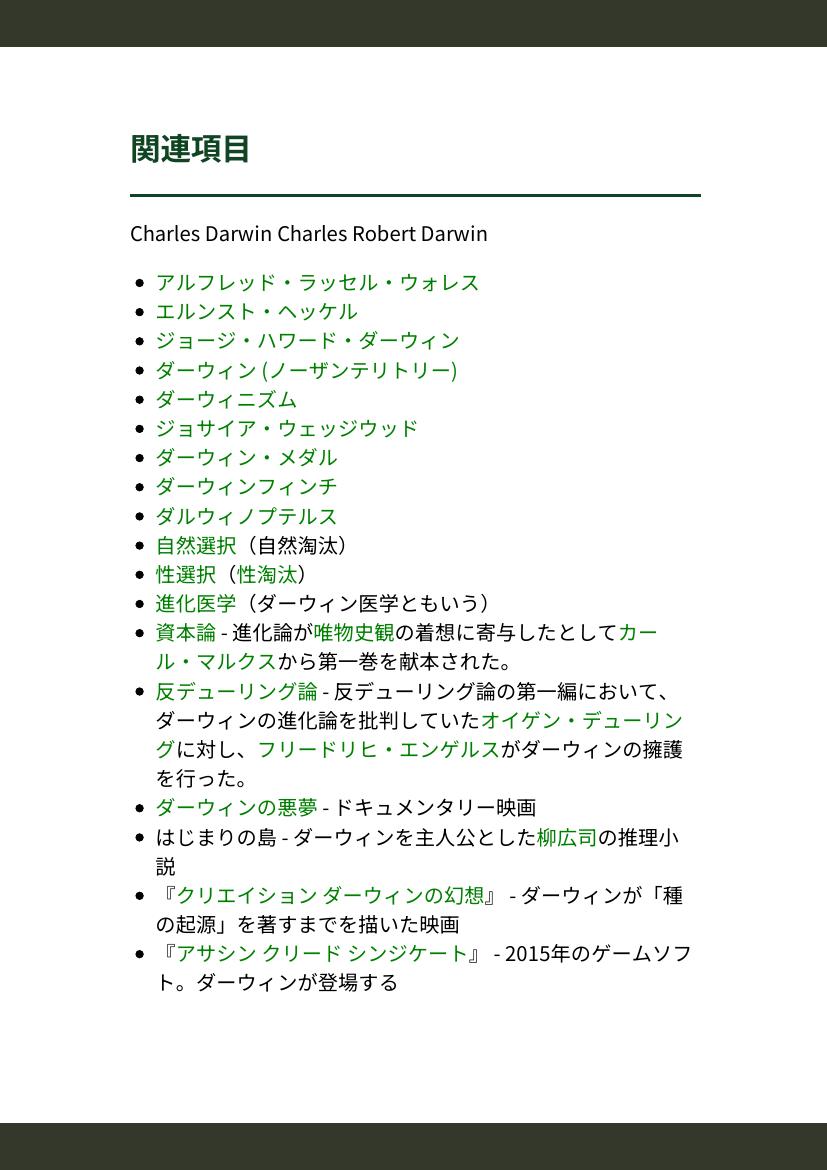 関連項目
Charles Darwin Charles Robert Darwin
アルフレッド・ラッセル・ウォレス
エルンスト・ヘッケル
ジョージ・ハワード・ダーウィン
ダーウィン (ノーザンテリトリー)
ダーウィニズム
ジョサイア・ウェッジウッド
ダーウィン・メダル
ダーウィンフィンチ
ダルウィノプテルス
自然選択（自然淘汰）
性選択（性淘汰）
進化医学（ダーウィン医学ともいう）
資本論 - 進化論が唯物史観の着想に寄与したとしてカー
ル・マルクスから第一巻を献本された。
反デューリング論 - 反デューリング論の第一編において、
ダーウィンの進化論を批判していたオイゲン・デューリン
グに対し、フリードリヒ・エンゲルスがダーウィンの擁護
を行った。
ダーウィンの悪夢 - ドキュメンタリー映画
はじまりの島 - ダーウィンを主人公とした柳広司の推理小
説
『クリエイション ダーウィンの幻想』 - ダーウィンが「種
の起源」を著すまでを描いた映画
『アサシン クリード シンジケート』 - 2015年のゲームソフ
ト。ダーウィンが登場する